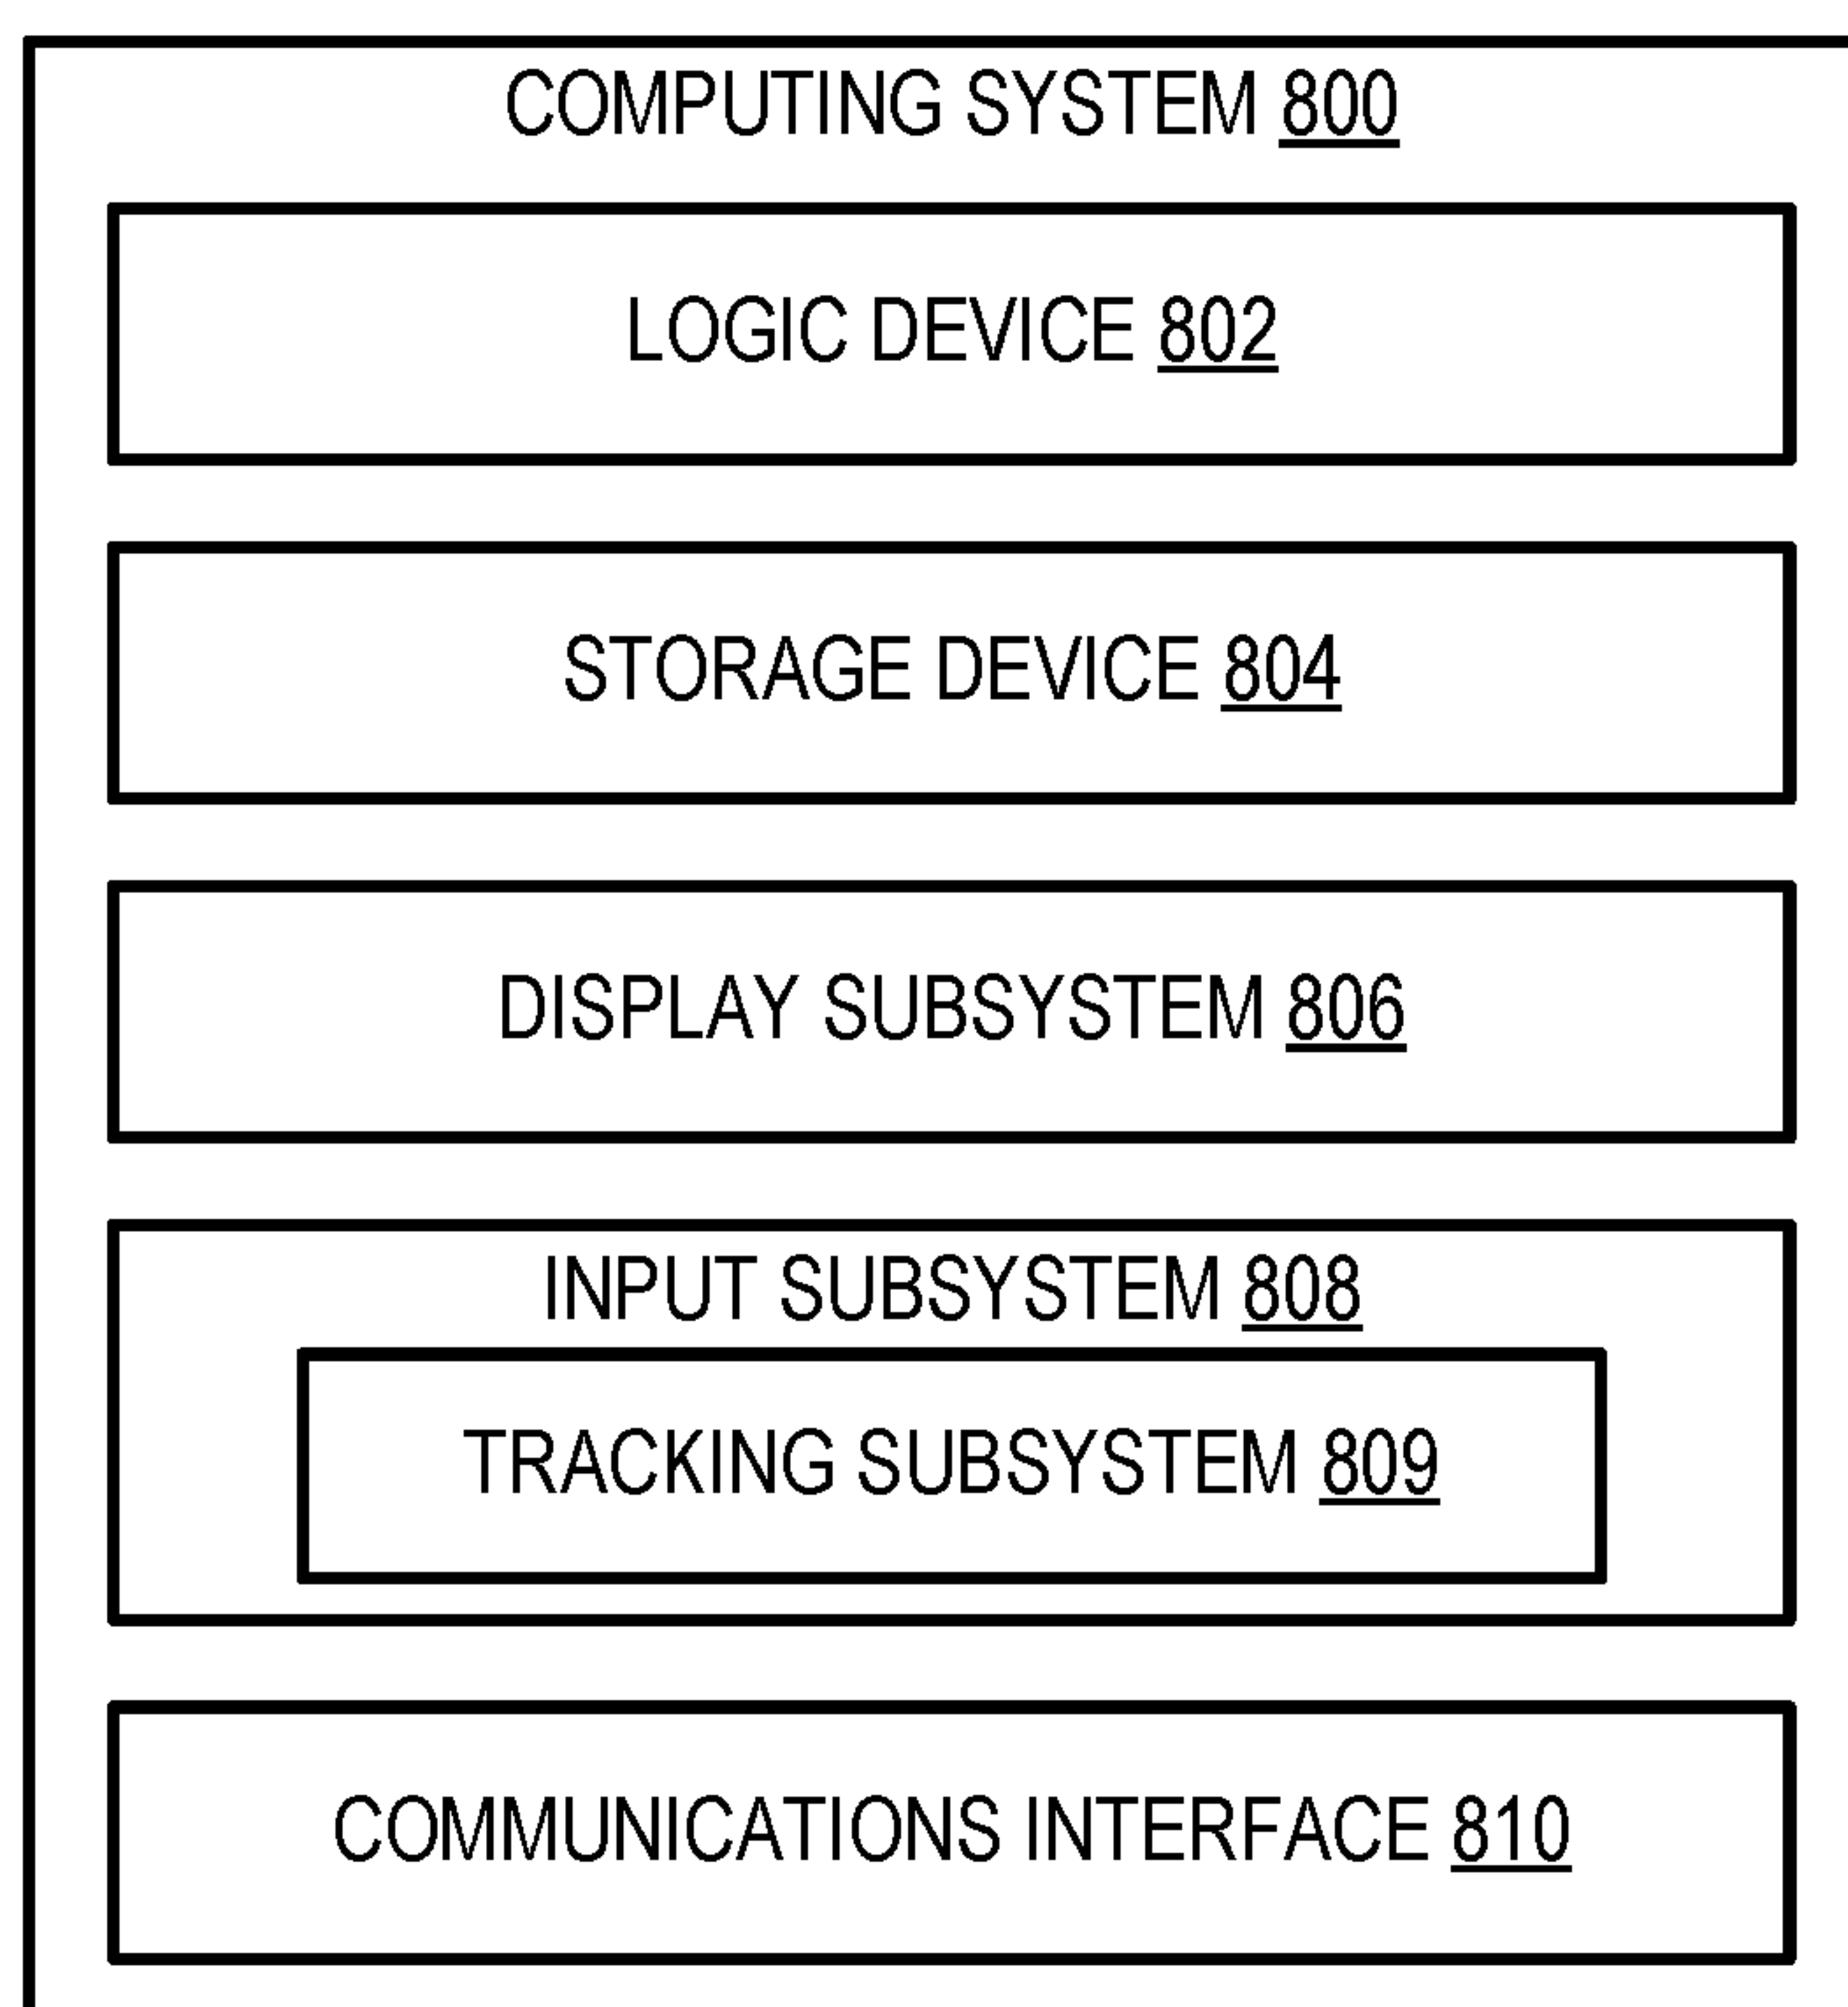 COMPUTING SYSTEM 800
LOGIC DEVICE 802
STORAGE DEVICE 804
DISPLAY SUBSYSTEM 806
INPUT SUBSYSTEM 808
TRACKING SUBSYSTEM 809
COMMUNICATIONS INTERFACE 810